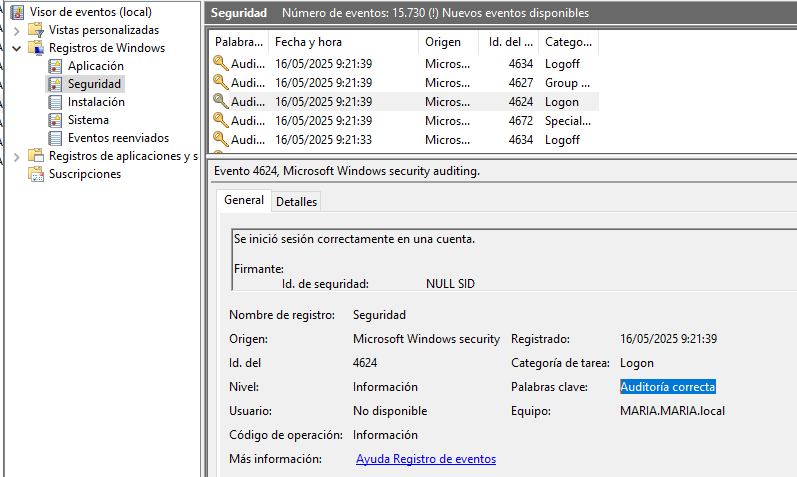 Visor de eventos (local)
Vistas personalizadas
Registros de Windows
Aplicación
Seguridad
Instalación
Sistema
Eventos reenviados
Registros de aplicaciones y s
Suscripciones
Seguridad Número de eventos: 15.730 (!) Nuevos eventos disponibles
Palabra... Fecha y hora Origen Id. del ... Catego...
Audi... 16/05/2025 9:21:39 Micros... 4634 Logoff
Audi... 16/05/2025 9:21:39 Micros... 4627 Group ...
Audi... 16/05/2025 9:21:39 Micros... 4624 Logon
Audi... 16/05/2025 9:21:39 Micros... 4672 Special...
Audi... 16/05/2025 9:21:33 Micros... 4634 Logoff
Evento 4624, Microsoft Windows security auditing.
General Detalles
Se inició sesión correctamente en una cuenta.
Firmante:
Id. de seguridad: NULL SID
Nombre de registro: Seguridad
Origen: Microsoft Windows security Registrado: 16/05/2025 9:21:39
Id. del 4624 Categoría de tarea: Logon
Nivel: Información Palabras clave: Auditoría correcta
Usuario: No disponible Equipo: MARIA.MARIA.local
Código de operación: Información
Más información: Ayuda Registro de eventos